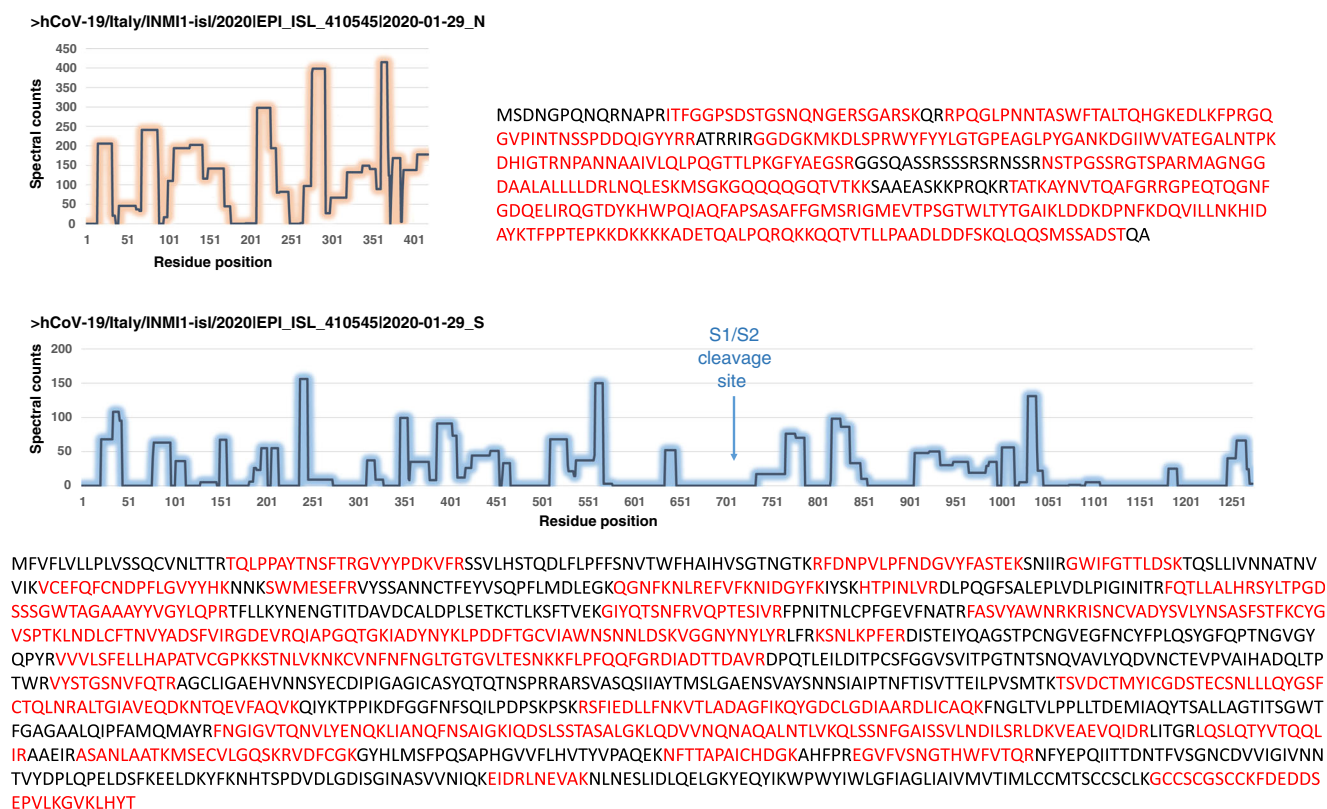 >hCoV-19/Italy/INMI1-isl/2020|EPI_ISL_410545|2020-01-29_N
450
400
350
300
250
200
150
100
50
0
Spectral counts
1 51 101 151 201 251 301 351 401
Residue position
MSDNGPQNQRNAPRITFGGPSDSTGSNQNGERSGARSKQRRPQGLPNNTASWFTALTQHGKEDLKFPRGQ
GVPINTNSSPDDQIGYYRRATRRIRGGDGKMKDLSPRWYFYYLGTGPEAGLPYGANKDGIIWVATEGALNTPK
DHIGTRNPANNAAIVLQLPQGTTLPKGFYAEGSRGGSQASSRSSSRSRNSSRNSTPGSSRGTSPARMAGNGG
DAALALLLLDRLNQLESKMSGKGQQQQGQTVTKKSAAEASKKPRQKRTATKAYNVTQAFGRRGPEQTQGNF
GDQELIRQGTDYKHWPQIAQFAPSASAFFGMSRIGMEVTPSGTWLTYTGAIKLDDKDPNFKDQVILLNKHID
AYKTFPPTEPKKDKKKKADETQALPQRQKKQQTVTLLPAADLDDFSKQLQQSMSSADSTQA
>hCoV-19/Italy/INMI1-isl/2020|EPI_ISL_410545|2020-01-29_S
S1/S2
cleavage
site
200
150
100
50
0
Spectral counts
1 51 101 151 201 251 301 351 401 451 501 551 601 651 701 751 801 851 901 951 1001 1051 1101 1151 1201 1251
Residue position
MFVFLVLLPLVSSQCVNLTTRTQLPPAYTNSFTRGVYYPDKVFRSSVLHSTQDLFLPFFSNVTWFHAIHVSGTNGTKRFDNPVLPFNDGVYFASTEKSNIIRGWIFGTTLDSKTQSLLIVNNATNV
VIKVCEFQFCNDPFLGVYYHKNNKSWMESEFRVYSSANNCTFEYVSQPFLMDLEGKQGNFKNLREFVFKNIDGYFKIYSKHTPINLVRDLPQGFSALEPLVDLPIGINITRFQTLLALHRSYLTPGD
SSSGWTAGAAAYYVGYLQPRTFLLKYNENGTITDAVDCALDPLSETKCTLKSFTVEKGIYQTSNFRVQPTESIVRFPNITNLCPFGEVFNATRFASVYAWNRKRISNCVADYSVLYNSASFSTFKCYG
VSPTKLNDLCFTNVYADSFVIRGDEVRQIAPGQTGKIADYNYKLPDDFTGCVIAWNSNNLDSKVGGNYNYLYRLFRKSNLKPFERDISTEIYQAGSTPCNGVEGFNCYFPLQSYGFQPTNGVGY
QPYRVVVLSFELLHAPATVCGPKKSTNLVKNKCVNFNFNGLTGTGVLTESNKKFLPFQQFGRDIADTTDAVRDPQTLEILDITPCSFGGVSVITPGTNTSNQVAVLYQDVNCTEVPVAIHADQLTP
TWRVYSTGSNVFQTRAGCLIGAEHVNNSYECDIPIGAGICASYQTQTNSPRRARSVASQSIIAYTMSLGAENSVAYSNNSIAIPTNFTISVTTEILPVSMTKTSVDCTMYICGDSTECSNLLLQYGSF
CTQLNRALTGIAVEQDKNTQEVFAQVKQIYKTPPIKDFGGFNFSQILPDPSKPSKRSFIEDLLFNKVTLADAGFIKQYGDCLGDIAARDLICAQKFNGLTVLPPLLTDEMIAQYTSALLAGTITSGWT
FGAGAALQIPFAMQMAYRFNGIGVTQNVLYENQKLIANQFNSAIGKIQDSLSSTASALGKLQDVVNQNAQALNTLVKQLSSNFGAISSVLNDILSRLDKVEAEVQIDRLITGRLQSLQTYVTQQL
IRAAEIRASANLAATKMSECVLGQSKRVDFCGKGYHLMSFPQSAPHGVVFLHVTYVPAQEKNFTTAPAICHDGKAHFPREGVFVSNGTHWFVTQRNFYEPQIITTDNTFVSGNCDVVIGIVNN
TVYDPLQPELDSFKEELDKYFKNHTSPDVDLGDISGINASVVNIQKEIDRLNEVAKNLNESLIDLQELGKYEQYIKWPWYIWLGFIAGLIAIVMVTIMLCCMTSCCSCLKGCCSCGSCCKFDEDDS
EPVLKGVKLHYT